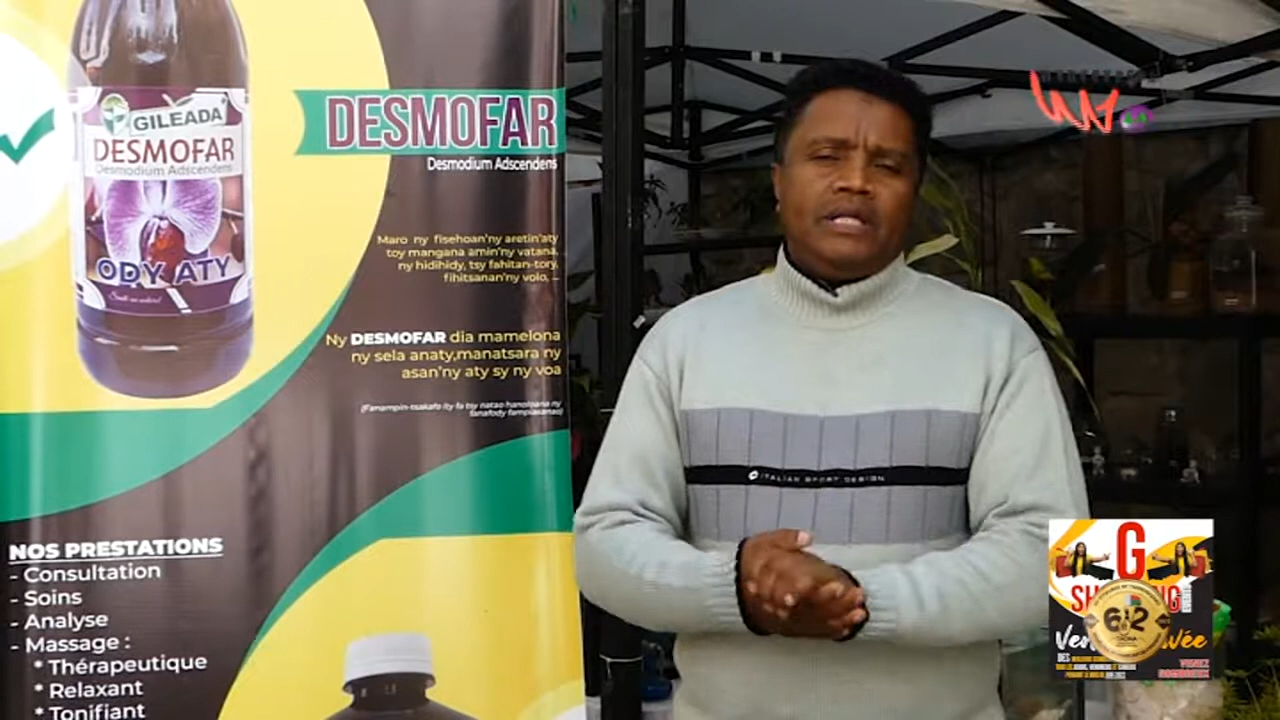 GILEADA
DESMOFAR
Desmodium Adscendens
ODY ATY
DESMOFAR
Desmodium Adscendens
Maro ny fisehoan'ny aretin'aty
toy mangana amin'ny vatana,
ny hidihidy, tsy fahitan-tory,
fihitsanan'ny volo, ...
Ny DESMOFAR dia mamelona
ny sela anaty,manatsara ny
asan'ny aty sy ny voa
NOS PRESTATIONS
- Consultation
- Soins
- Analyse
- Massage :
* Thérapeutique
* Relaxant
* Tonifiant
ITALIAN SPORT DESIGN
G
612